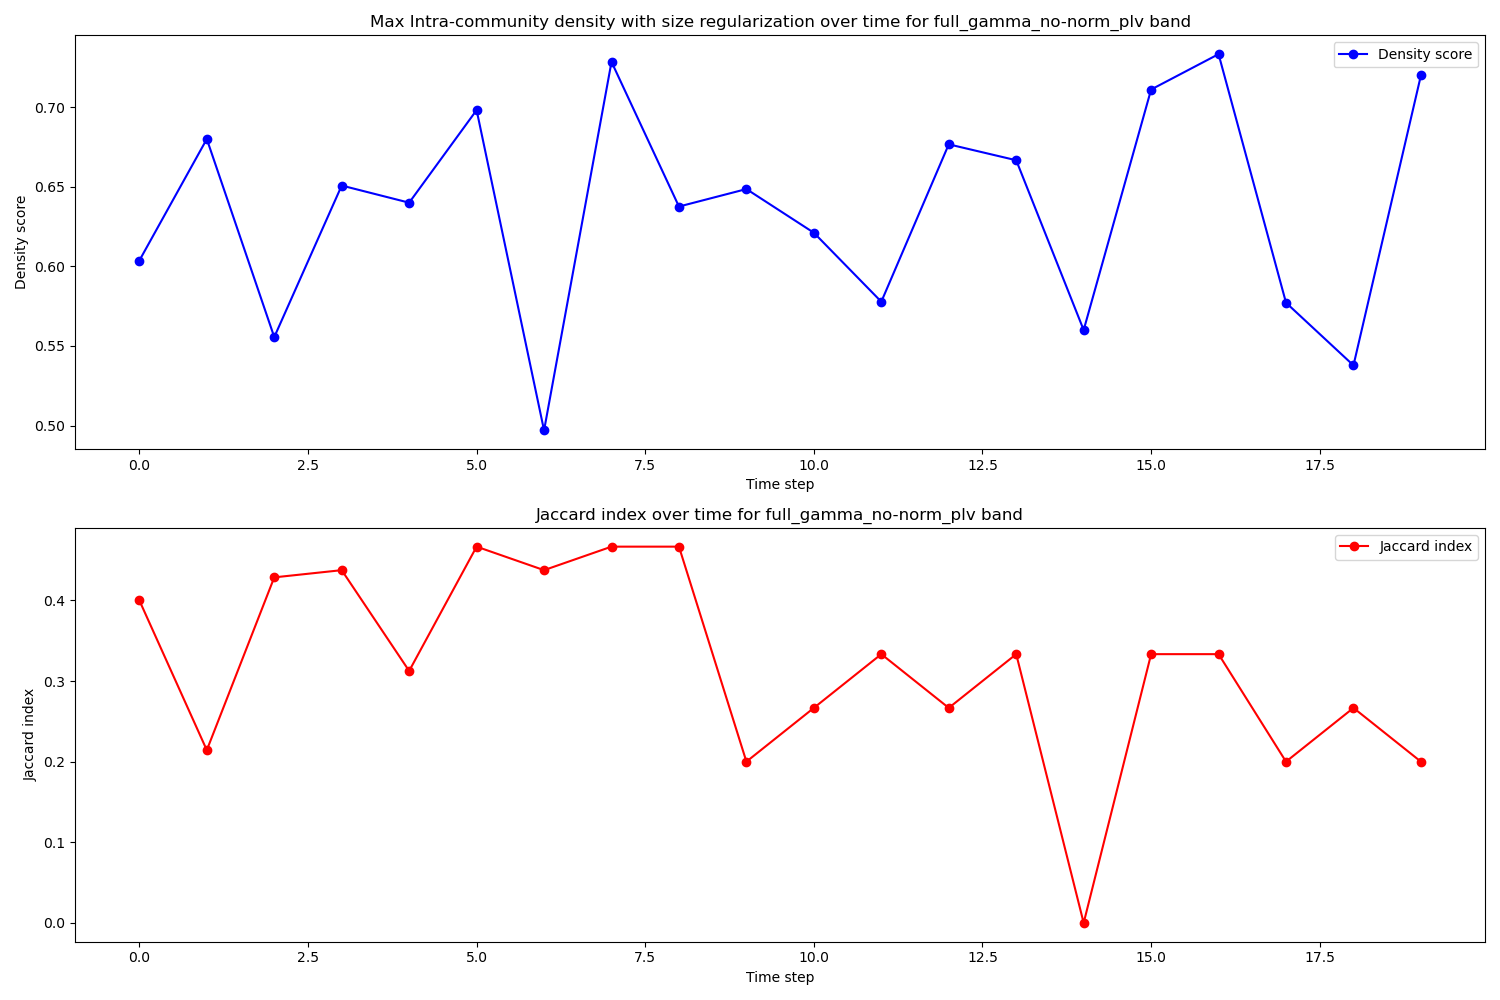 Max Intra-community density with size regularization over time for full_gamma_no-norm_plv band
Density score
Density score
0.70
0.65
0.60
0.55
0.50
0.0 2.5 5.0 7.5 10.0 12.5 15.0 17.5
Time step
Jaccard index over time for full_gamma_no-norm_plv band
Jaccard index
Jaccard index
0.4
0.3
0.2
0.1
0.0
0.0 2.5 5.0 7.5 10.0 12.5 15.0 17.5
Time step